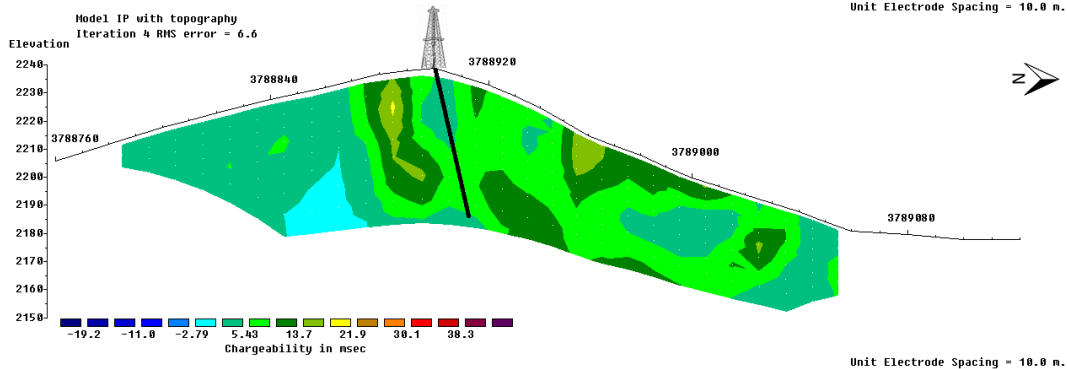 Unit Electrode Spacing = 10.0 m.
Model IP with topography
Iteration 4 RMS error = 6.6
Elevation
2240
2230
2220
2210
2200
2190
2180
2170
2160
2150
3788760
3788840
3788920
3789000
3789080
N
-19.2 -11.0 -2.79 5.43 13.7 21.9 30.1 38.3
Chargeability in msec
Unit Electrode Spacing = 10.0 m.